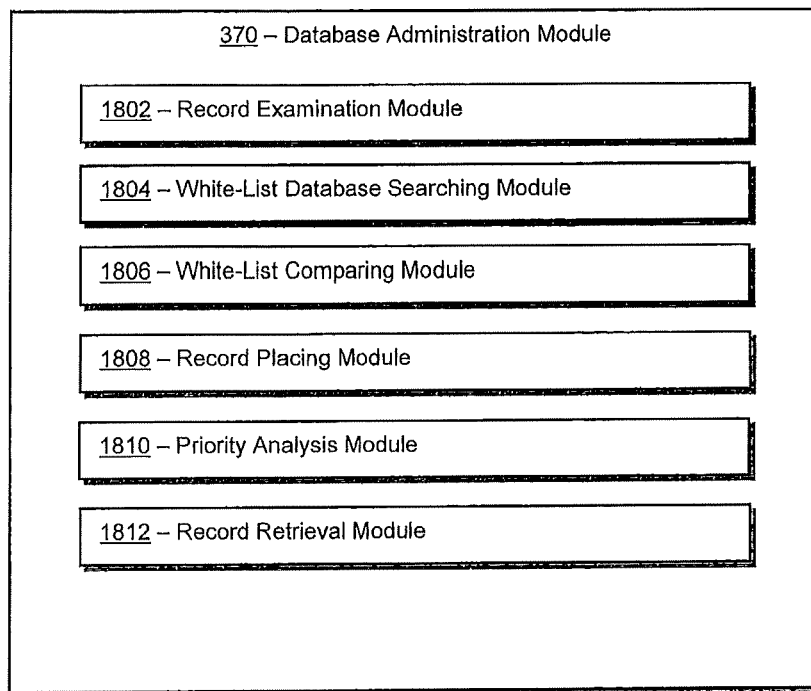 370 – Database Administration Module
1802 – Record Examination Module
1804 – White-List Database Searching Module
1806 – White-List Comparing Module
1808 – Record Placing Module
1810 – Priority Analysis Module
1812 – Record Retrieval Module